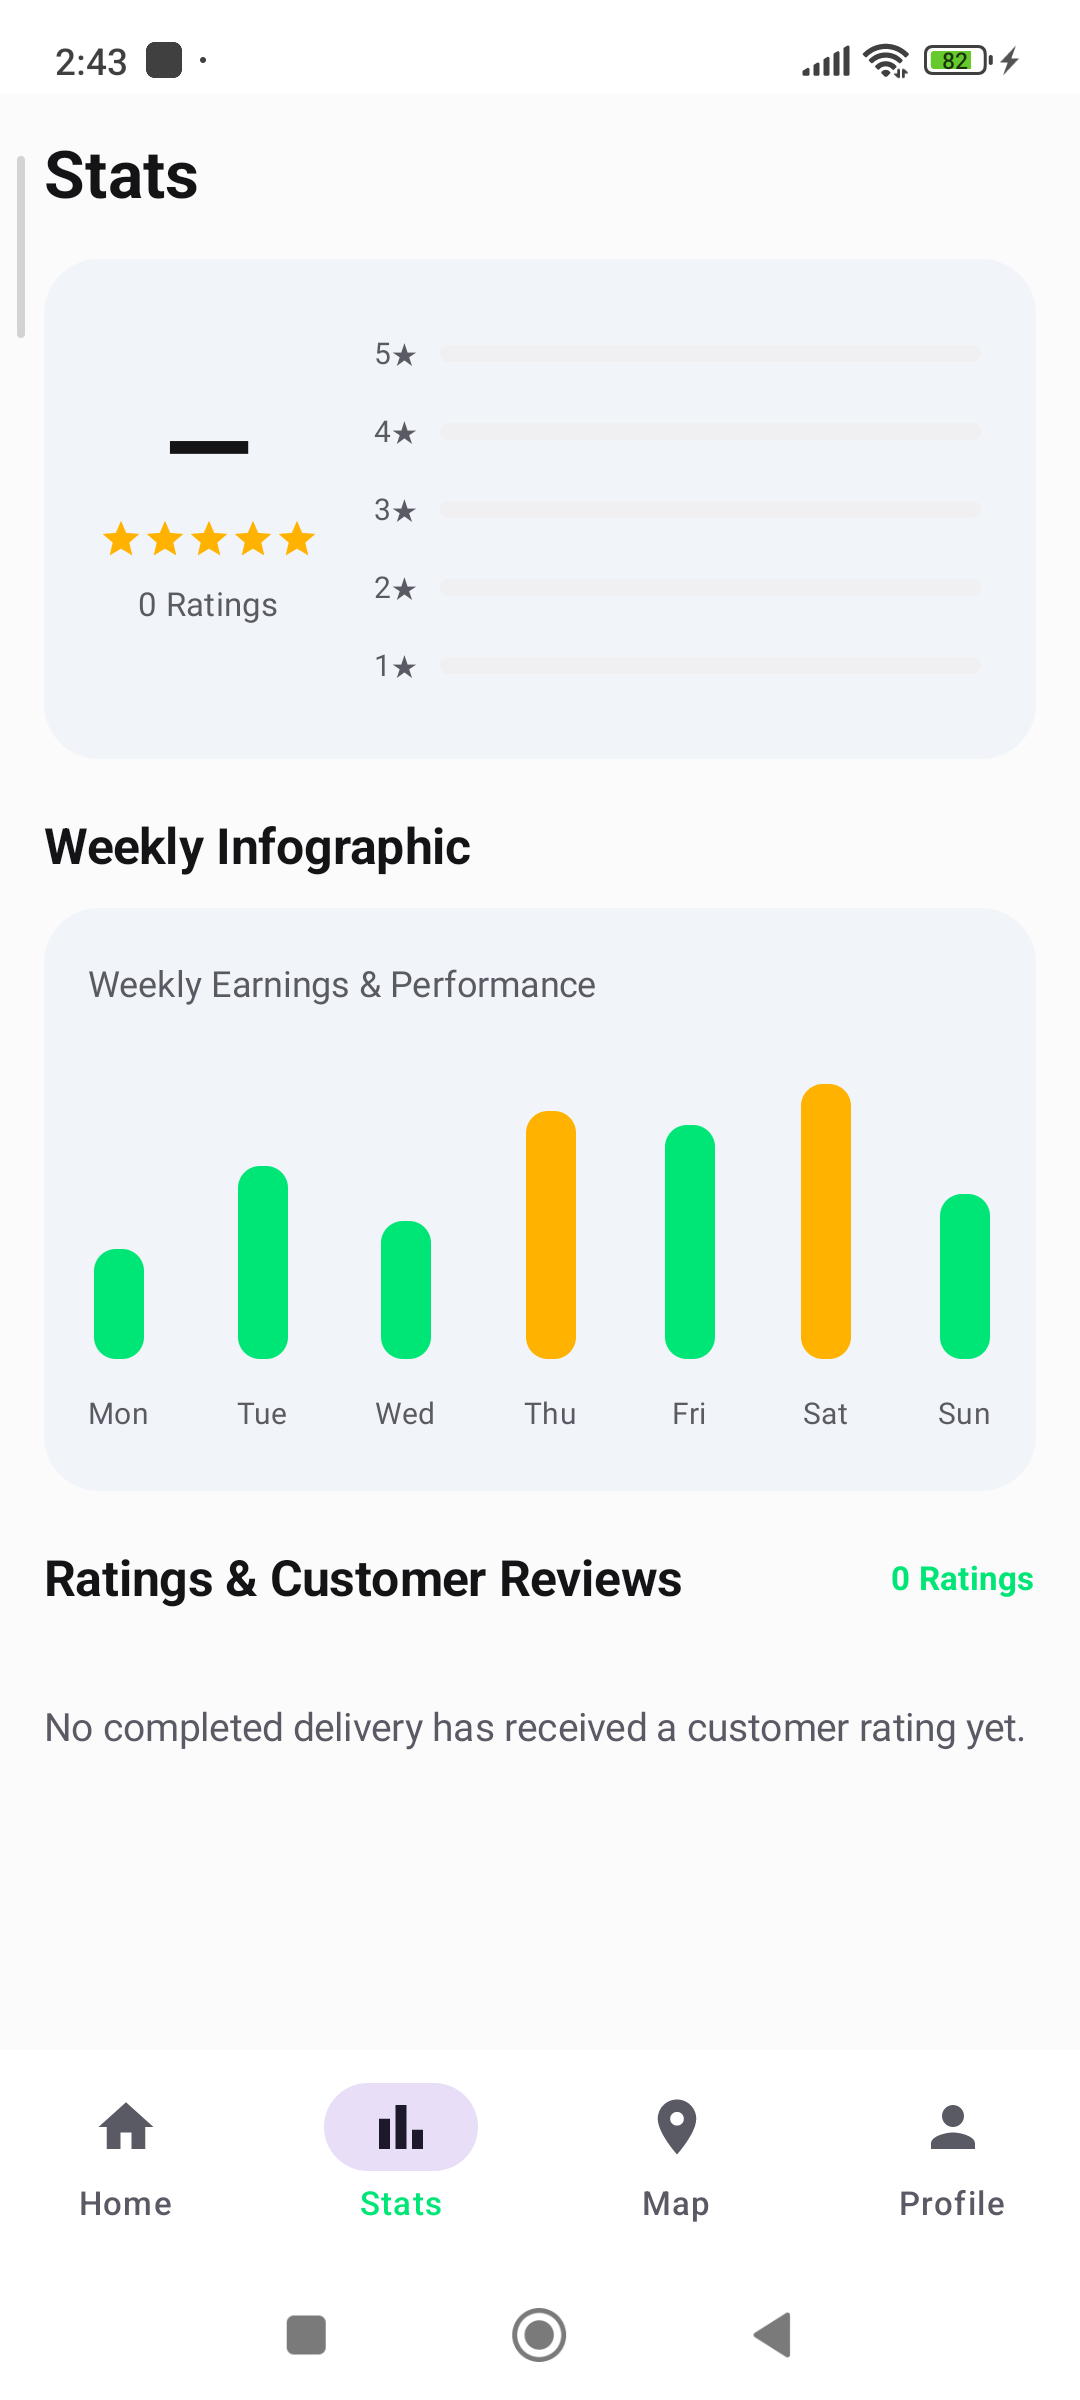 2:43
82
Stats
5★
4★
—
3★
2★
0 Ratings
1★
Weekly Infographic
Weekly Earnings & Performance
Mon Tue Wed Thu Fri Sat Sun
Ratings & Customer Reviews 0 Ratings
No completed delivery has received a customer rating yet.
Home Stats Map Profile